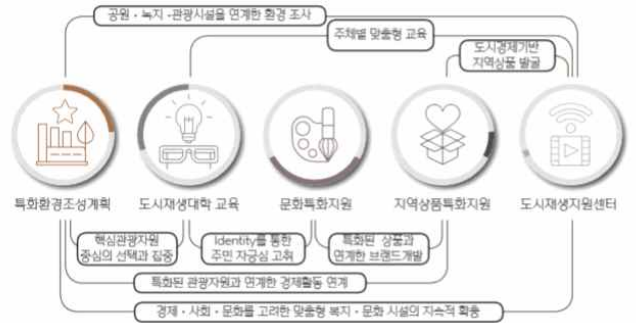 공원 · 녹지 · 관광시설을 연계한 환경 조사
주체별 맞춤형 교육
도시경제기반
지역상품 발굴
특화환경조성계획
도시재생대학 교육
문화특화지원
지역상품특화지원
도시재생지원센터
핵심관광자원
중심의 선택과 집중
Identity를 통한
주민 자긍심 고취
특화된 상품과
연계한 브랜드개발
특화된 관광자원과 연계한 경제활동 연계
경제 · 사회 · 문화를 고려한 맞춤형 복지 · 문화 시설의 지속적 확충